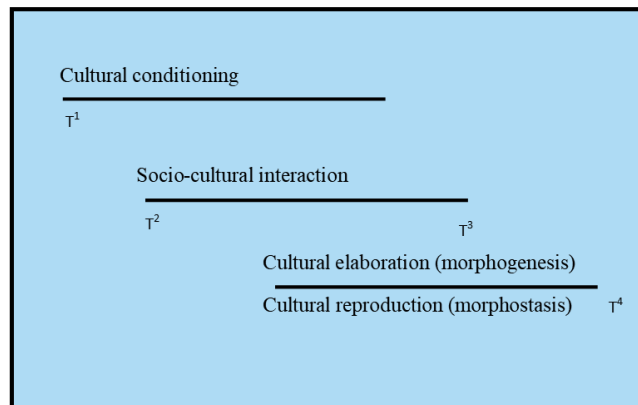 Cultural conditioning
T¹
Socio-cultural interaction
T² T³
Cultural elaboration (morphogenesis)
Cultural reproduction (morphostasis) T⁴